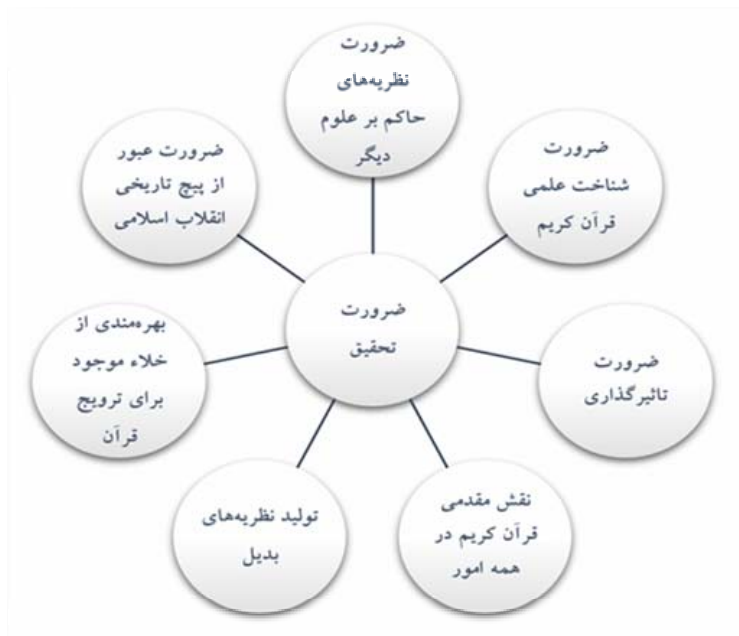 ضرورت
نظریه‌های
حاکم بر علوم
دیگر
ضرورت
شناخت علمی
قرآن کریم
ضرورت
تاثیرگذاری
نقش مقدمی
قرآن کریم در
همه امور
تولید نظریه‌های
بدیل
بهره‌مندی از
خلاء موجود
برای ترویج
قرآن
ضرورت عبور
از پیچ تاریخی
انقلاب اسلامی
ضرورت
تحقیق